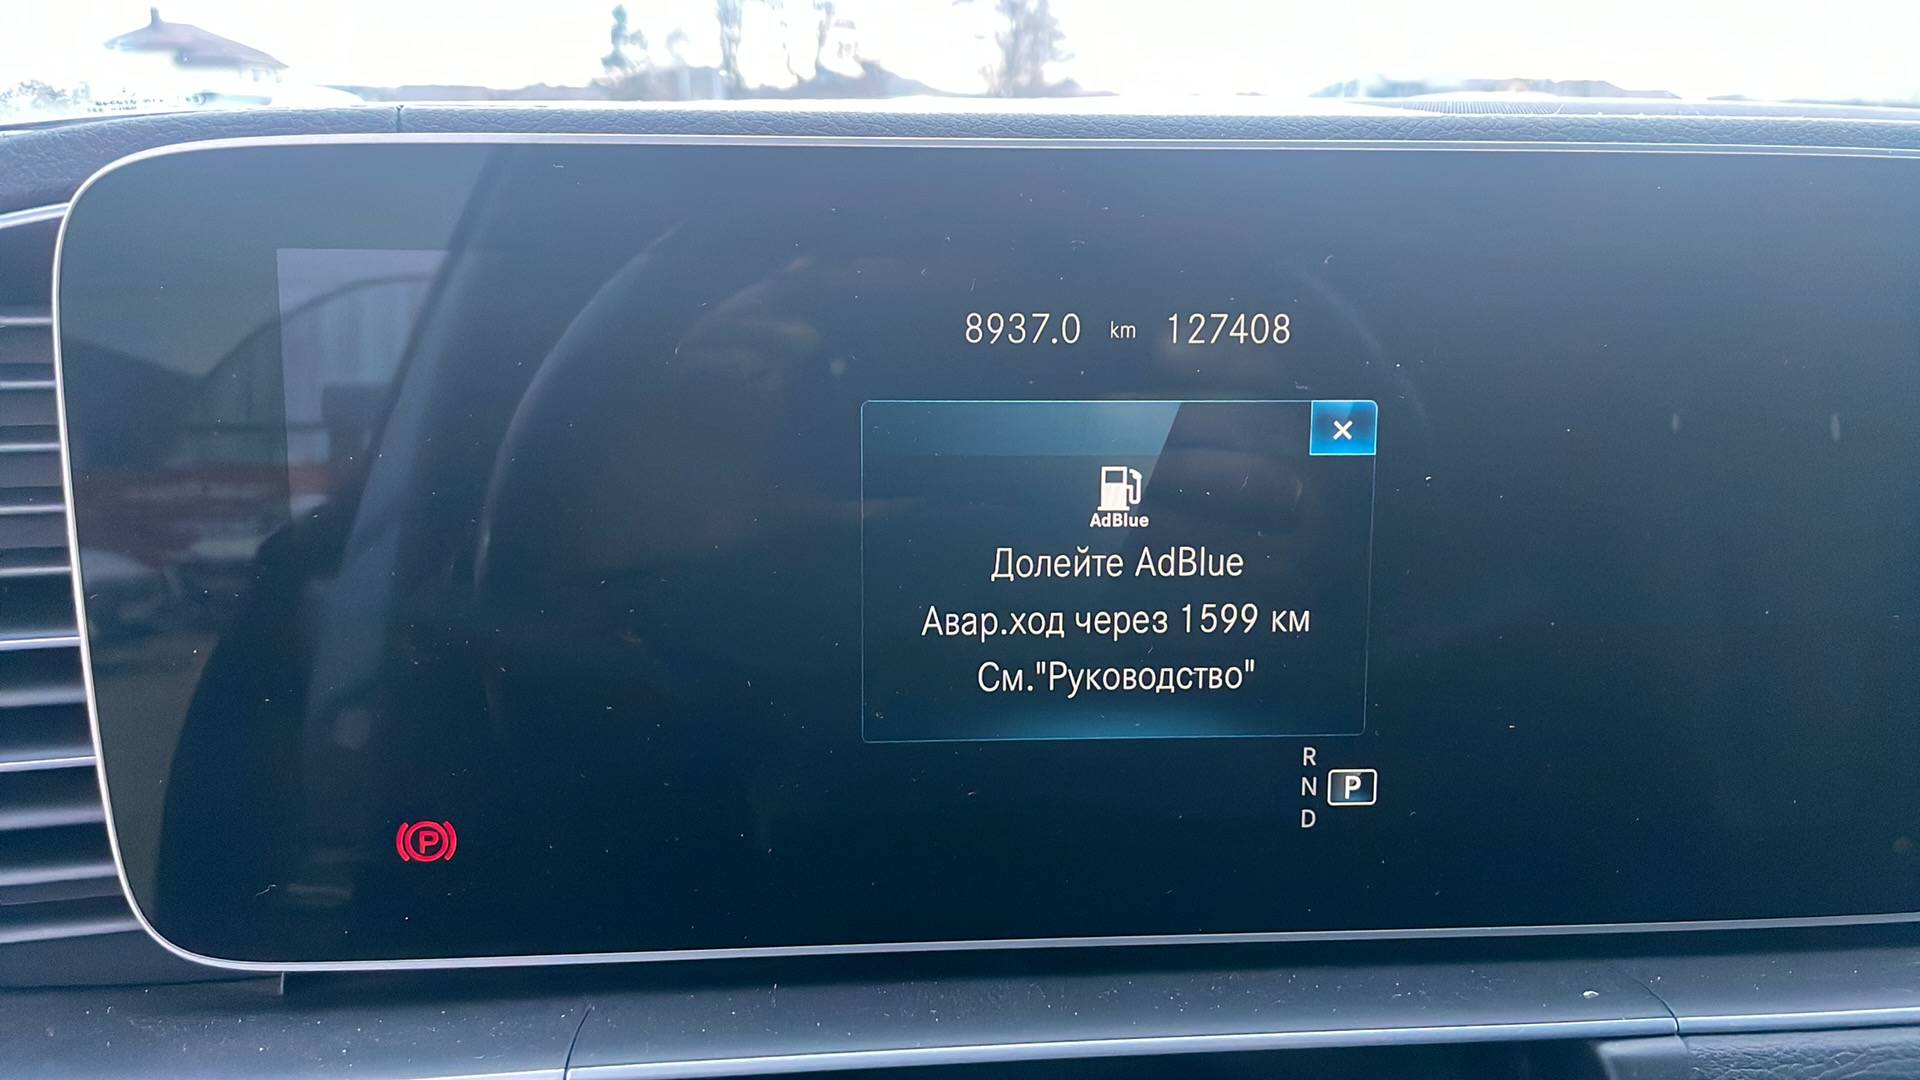 8937.0 km 127408
AdBlue
Долейте AdBlue
Авар.ход через 1599 км
См."Руководство"
R
N P
D
P